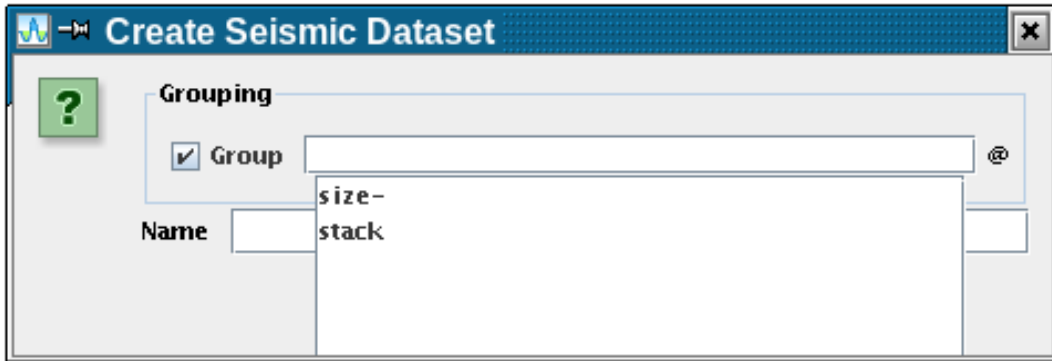 Create Seismic Dataset
?
Grouping
Group @
size-
Name stack